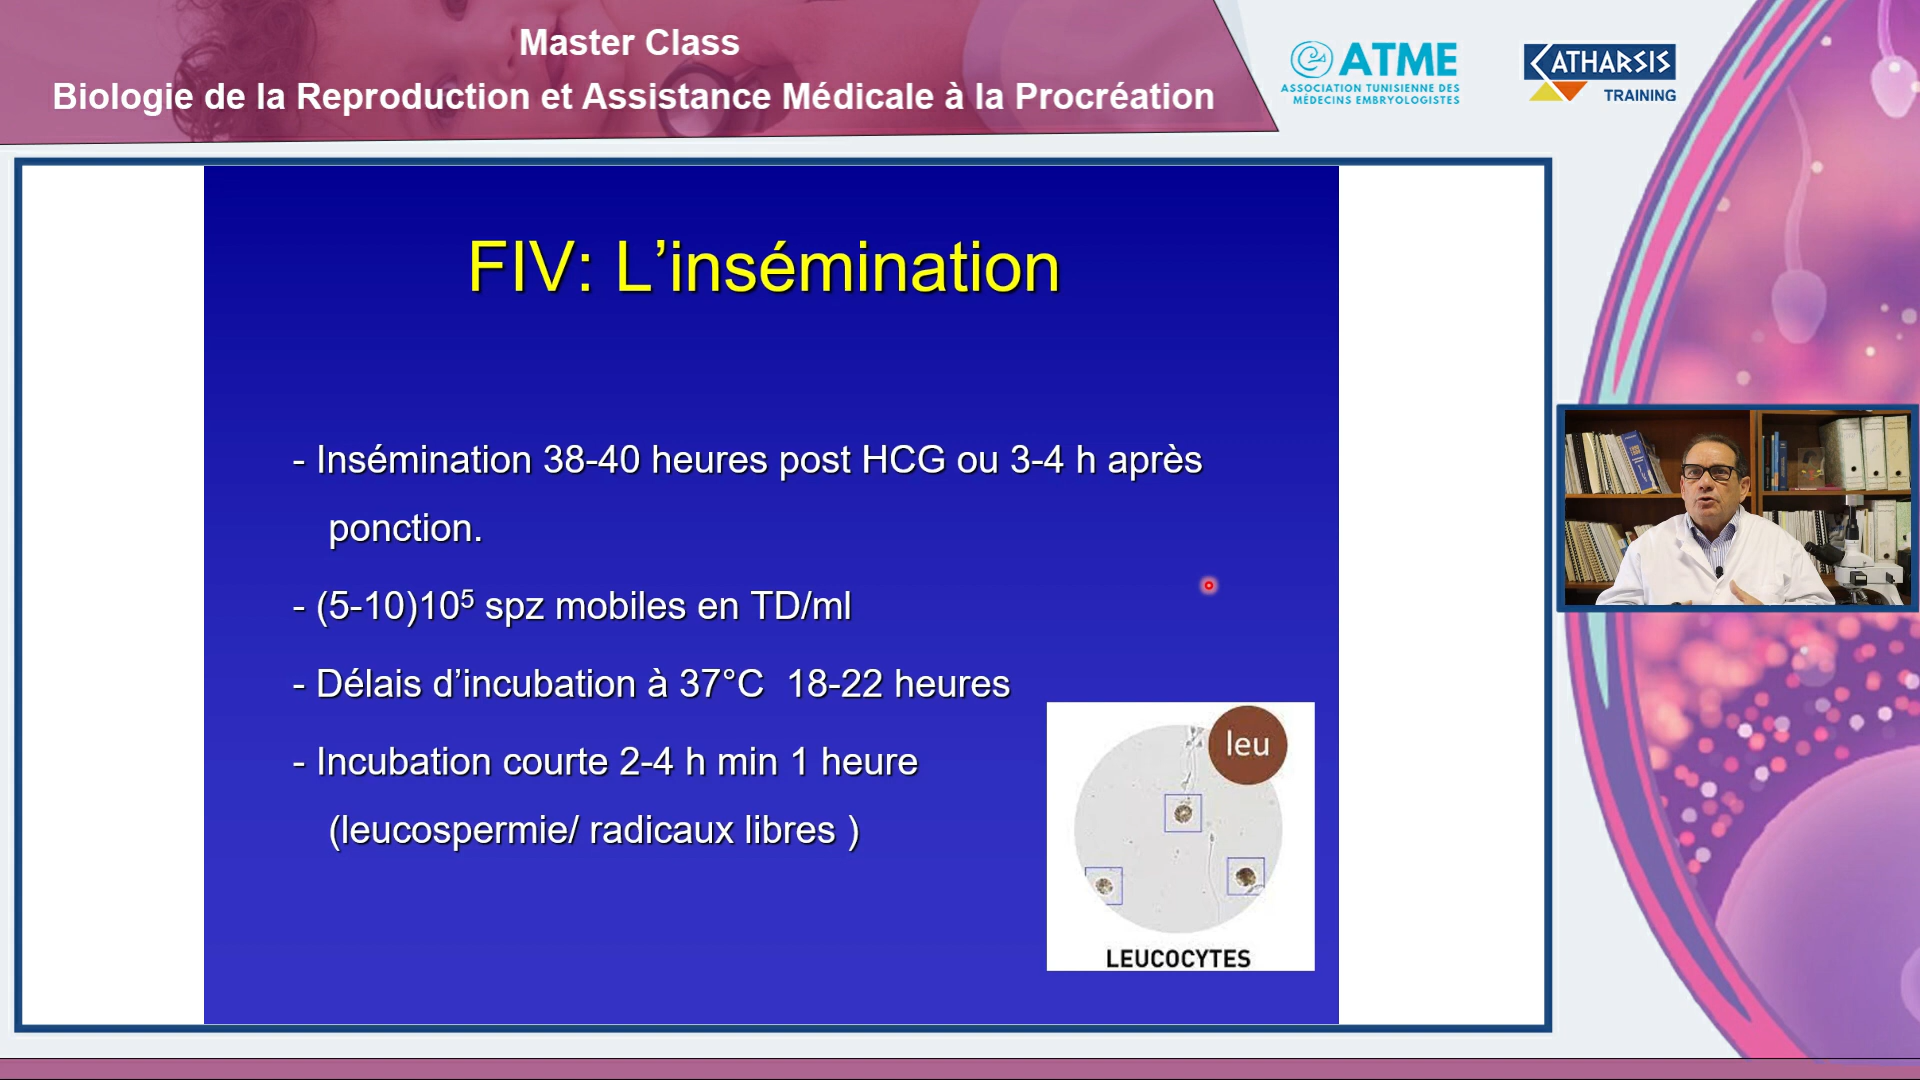 Master Class
Biologie de la Reproduction et Assistance Médicale à la Procréation
ATME
ASSOCIATION TUNISIENNE DES
MÉDECINS EMBRYOLOGISTES
KATHARSIS
TRAINING
FIV: L’insémination
- Insémination 38-40 heures post HCG ou 3-4 h après
ponction.
- (5-10)10⁵ spz mobiles en TD/ml
- Délais d’incubation à 37°C  18-22 heures
- Incubation courte 2-4 h min 1 heure
(leucospermie/ radicaux libres )
leu
LEUCOCYTES